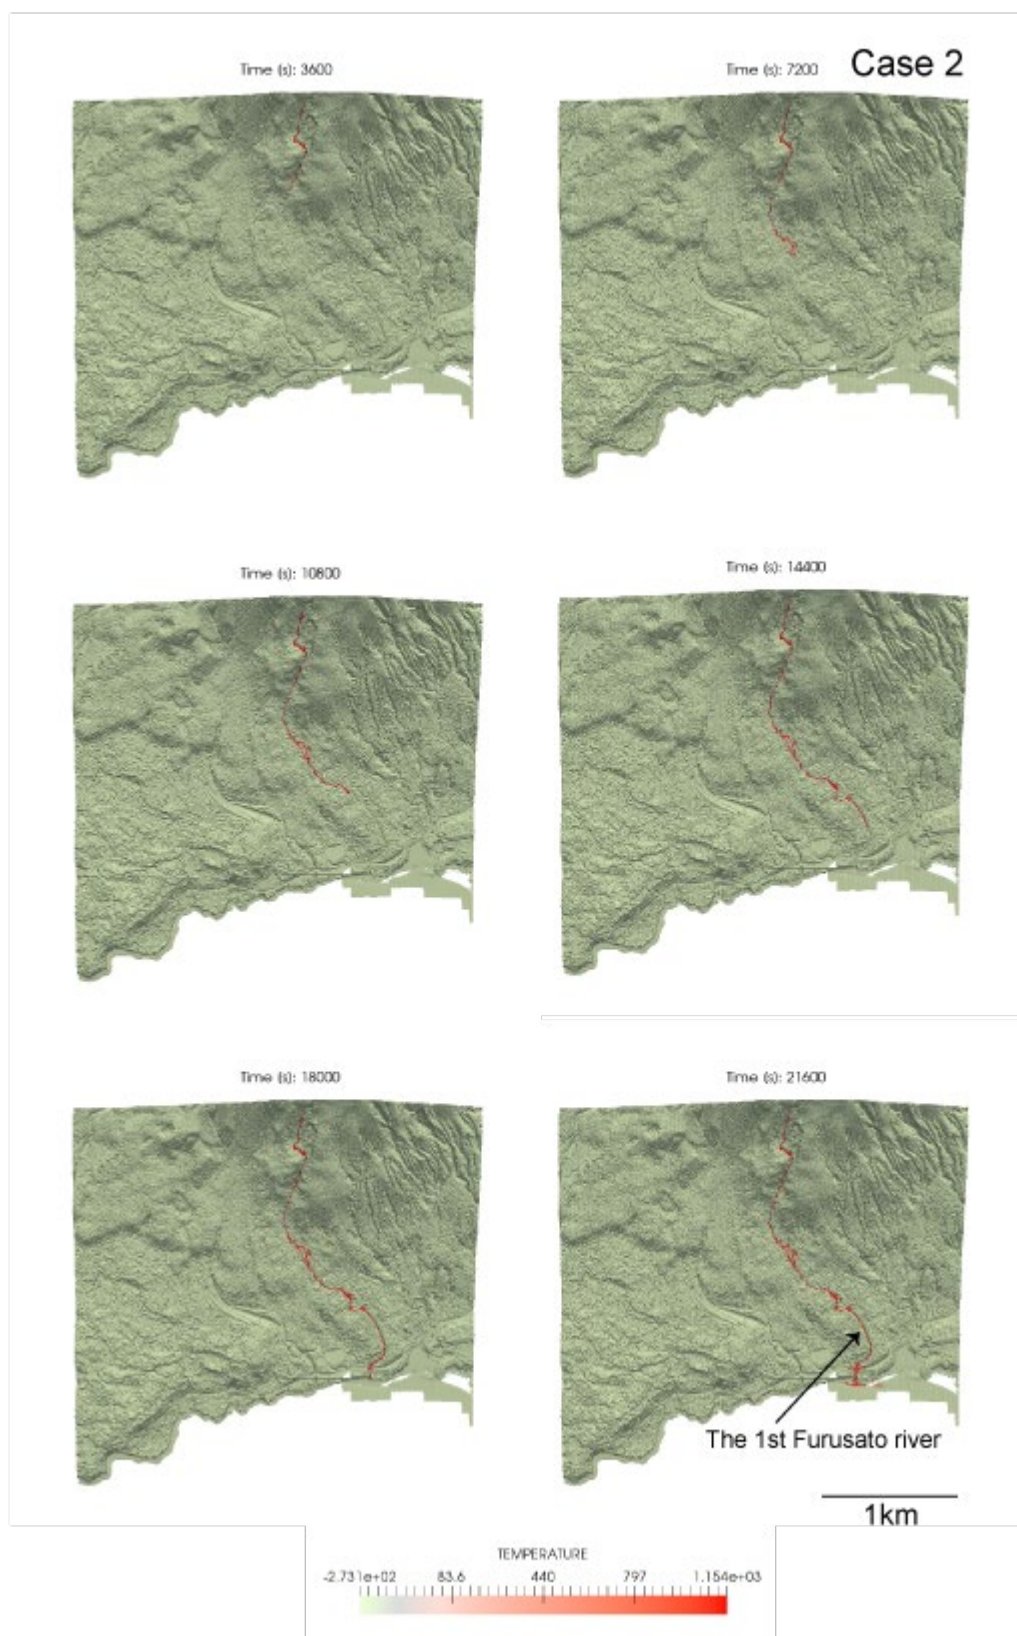 Case 2
Time (s): 3600
Time (s): 7200
Time (s): 10800
Time (s): 14400
Time (s): 18000
Time (s): 21600
The 1st Furusato river
1km
TEMPERATURE
-2.731e+02 83.6 440 797 1.154e+03